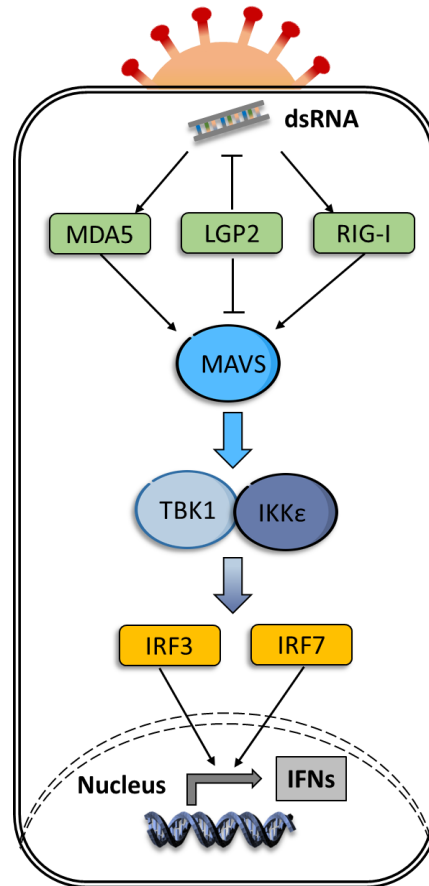 dsRNA
MDA5
LGP2
RIG-I
MAVS
TBK1
IKKε
IRF3
IRF7
Nucleus
IFNs